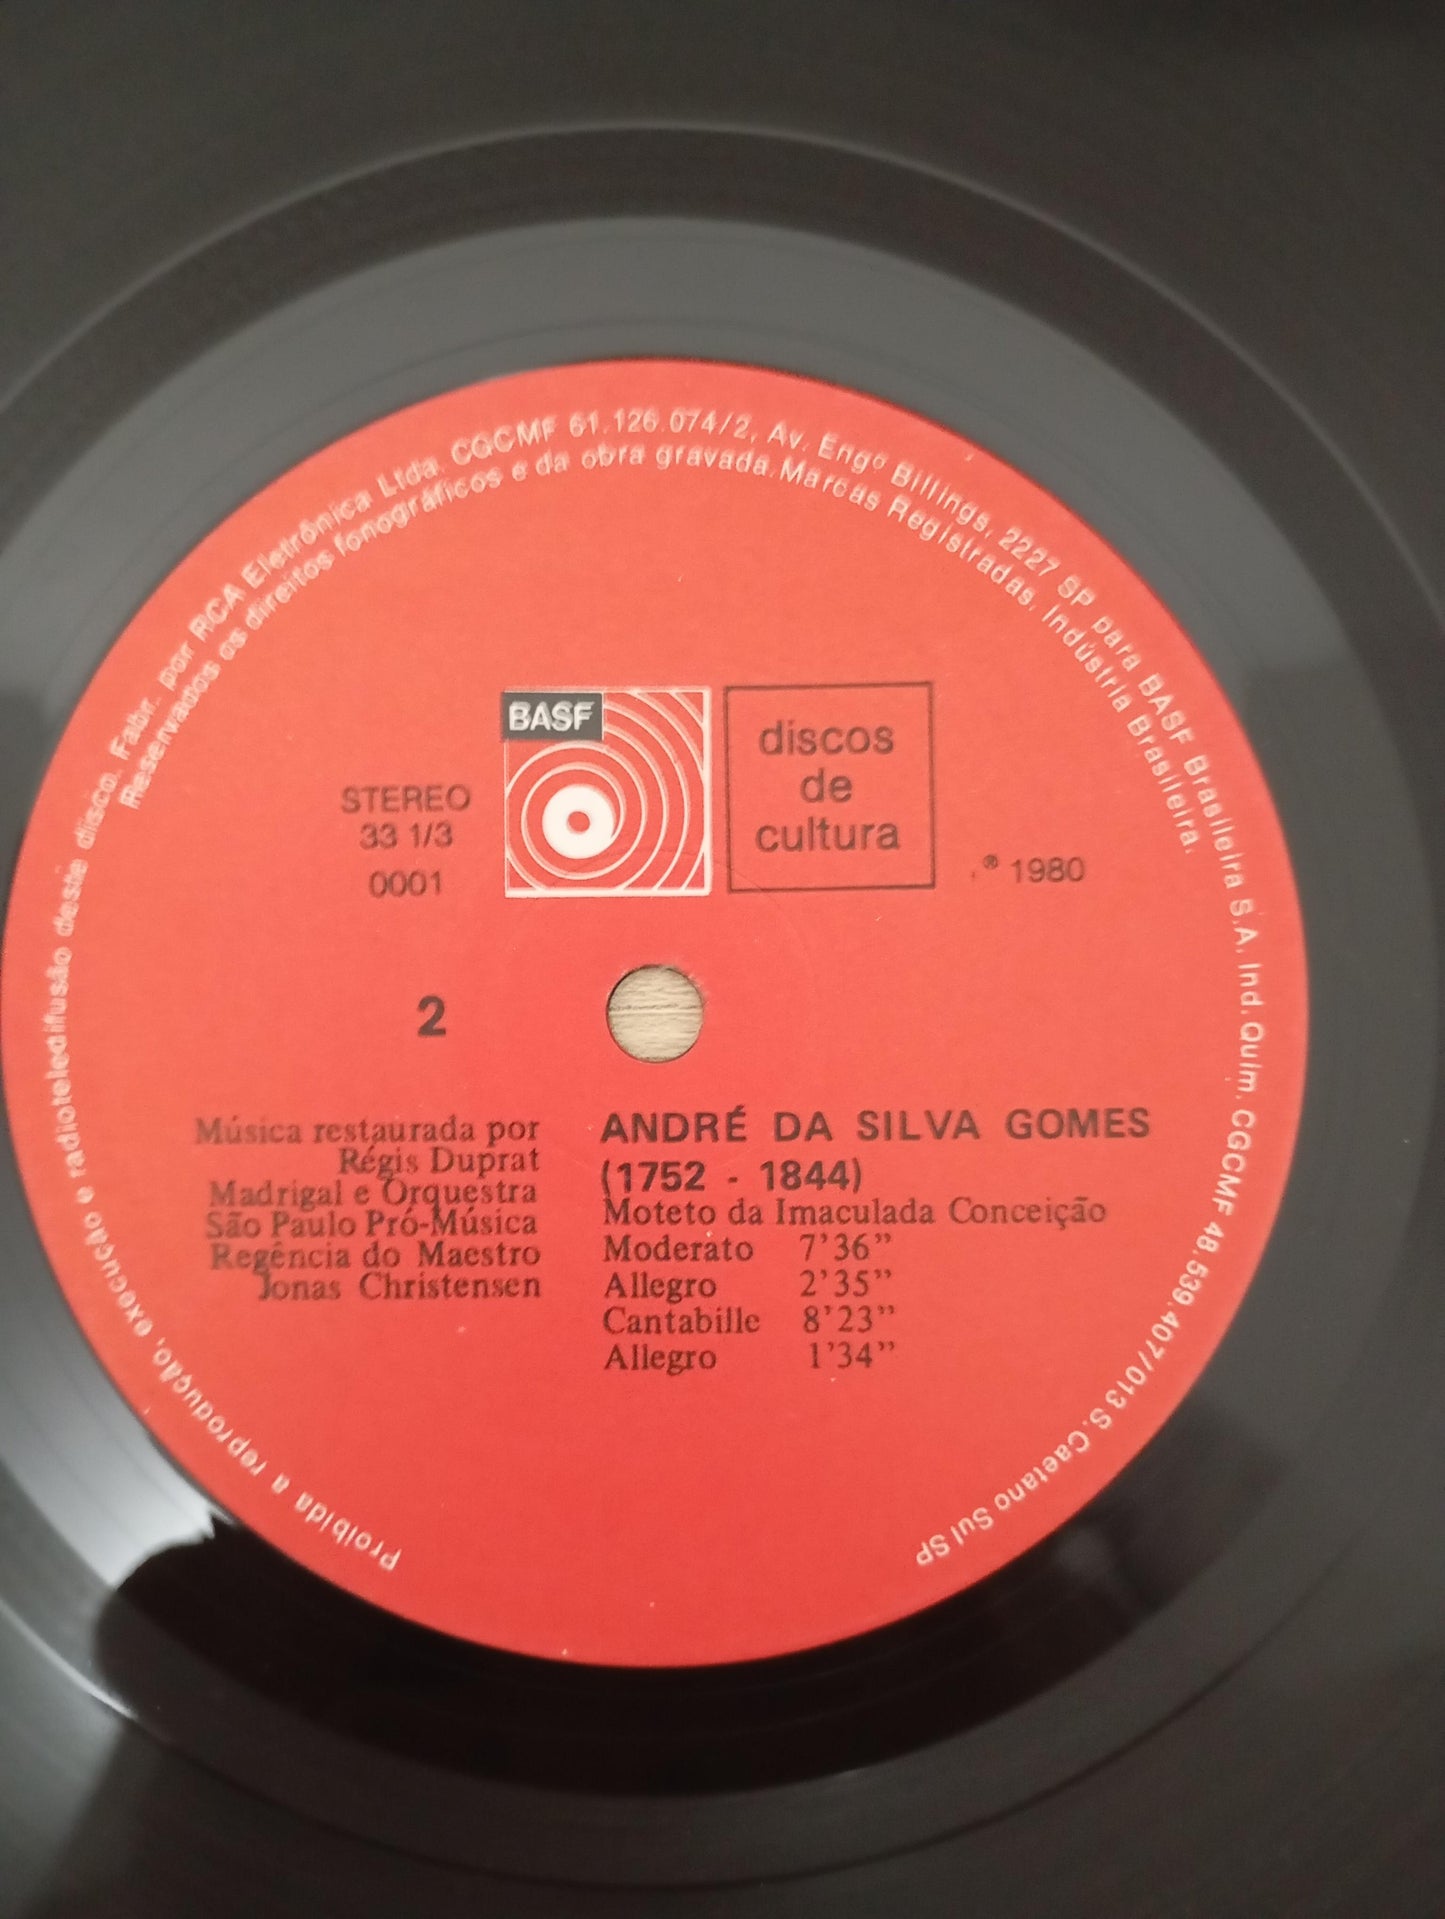 Proibida a reprodução, execução e radioteledifusão deste disco. Fabr. por RCA Eletrônica Ltda. CGCMF 61.126.074/2, Av. Engº Billings, 2227 SP para BASF Brasileira S.A. Ind. Quim. CGCMF 48.539.407/013 S. Caetano Sul SP
Reservados os direitos fonográficos e da obra gravada. Marcas Registradas. Indústria Brasileira.
BASF
discos
de
cultura
STEREO
33 1/3
0001
℗ 1980
2
Música restaurada por
Régis Duprat
Madrigal e Orquestra
São Paulo Pró-Música
Regência do Maestro
Jonas Christensen
ANDRÉ DA SILVA GOMES
(1752 - 1844)
Moteto da Imaculada Conceição
Moderato 7'36"
Allegro 2'35"
Cantabille 8'23"
Allegro 1'34"